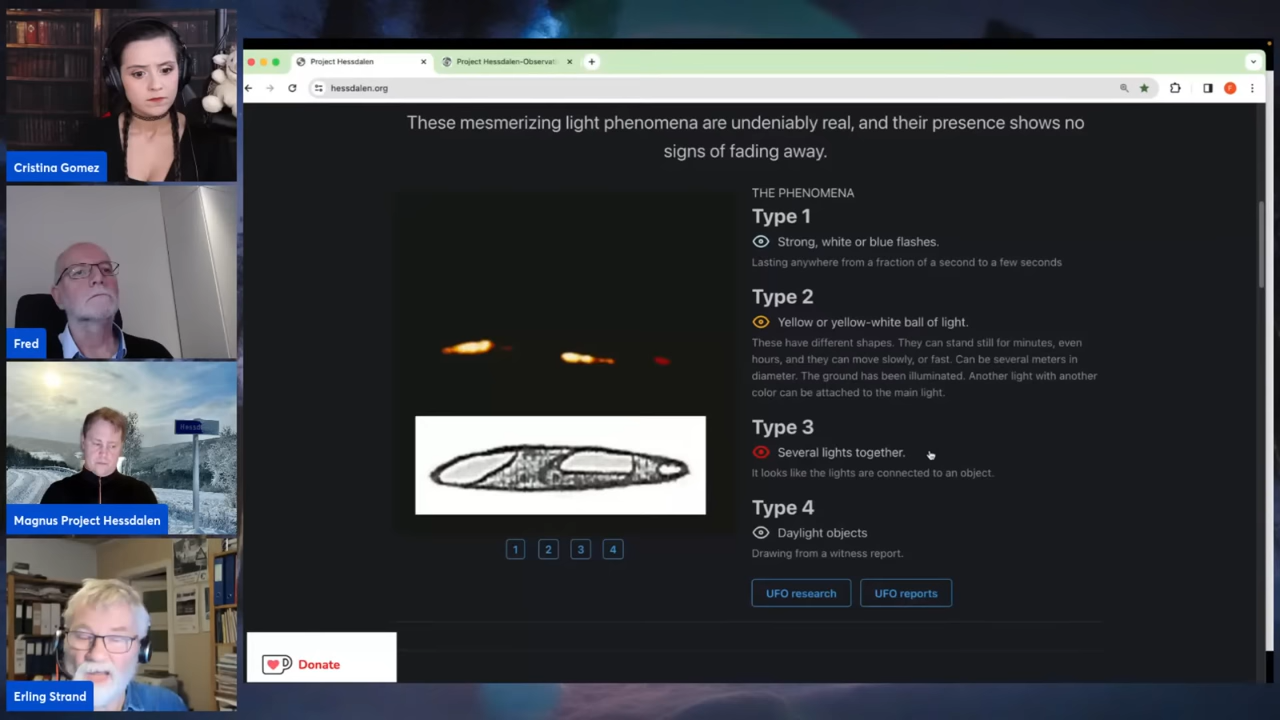 Cristina Gomez
Fred
Magnus Project Hessdalen
Erling Strand
Project Hessdalen
Project Hessdalen-Observati
hessdalen.org
F
These mesmerizing light phenomena are undeniably real, and their presence shows no
signs of fading away.
THE PHENOMENA
Type 1
Strong, white or blue flashes.
Lasting anywhere from a fraction of a second to a few seconds
Type 2
Yellow or yellow-white ball of light.
These have different shapes. They can stand still for minutes, even
hours, and they can move slowly, or fast. Can be several meters in
diameter. The ground has been illuminated. Another light with another
color can be attached to the main light.
Type 3
Several lights together.
It looks like the lights are connected to an object.
Type 4
Daylight objects
Drawing from a witness report.
1 2 3 4
UFO research UFO reports
Donate